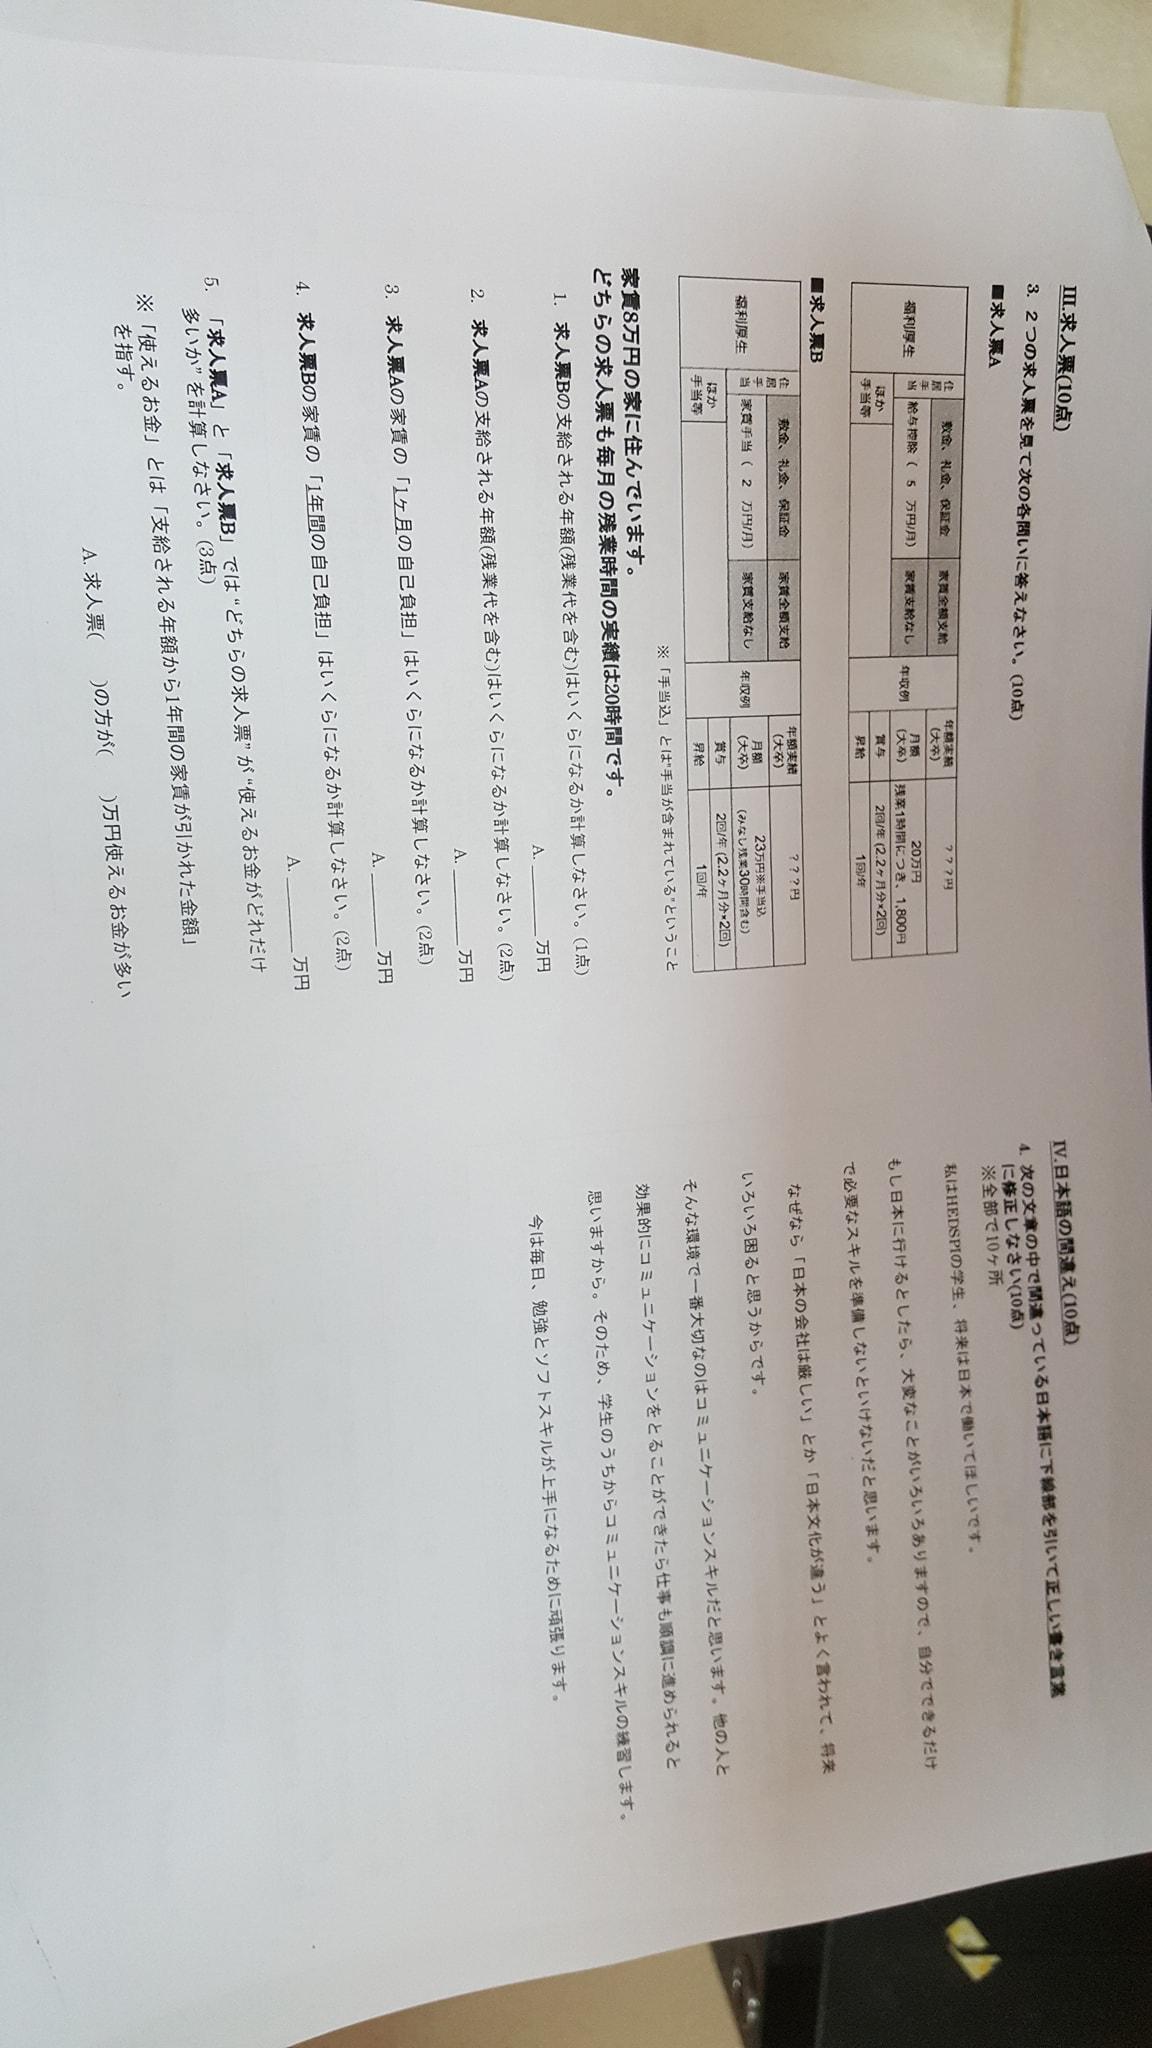 III.求人票(10点)
3. ２つの求人票を見て次の各問いに答えなさい。(10点)
■求人票A
福利厚生 住居手当 敷金、礼金、保証金 家賃全額支給 年収例 年額実績(大卒) ？？？円
給与控除（ 5 万円/月） 家賃支給なし 月額(大卒) 20万円
残業1時間につき、1,800円
ほか手当等 賞与 2回/年 (2.2ヶ月分×2回)
昇給 1回/年
■求人票B
福利厚生 住居手当 敷金、礼金、保証金 家賃全額支給 年収例 年額実績(大卒) ？？？円
家賃手当（ 2 万円/月） 家賃支給なし 月額(大卒) 23万円※手当込
(みなし残業30時間含む)
ほか手当等 賞与 2回/年 (2.2ヶ月分×2回)
昇給 1回/年
※「手当込」とは"手当が含まれている"ということ
家賃8万円の家に住んでいます。
どちらの求人票も毎月の残業時間の実績は20時間です。
1. 求人票Bの支給される年額(残業代を含む)はいくらになるか計算しなさい。(1点)
A. ________ 万円
2. 求人票Aの支給される年額(残業代を含む)はいくらになるか計算しなさい。(2点)
A. ________ 万円
3. 求人票Aの家賃の「1ヶ月の自己負担」はいくらになるか計算しなさい。(2点)
A. ________ 万円
4. 求人票Bの家賃の「1年間の自己負担」はいくらになるか計算しなさい。(2点)
A. ________ 万円
5. 「求人票A」と「求人票B」では “どちらの求人票” が “使えるお金がどれだけ
多いか” を計算しなさい。(3点)
※「使えるお金」とは「支給される年額から1年間の家賃が引かれた金額」
を指す。
A. 求人票( )の方が( )万円使えるお金が多い
IV.日本語の間違え(10点)
4. 次の文章の中で間違っている日本語に下線部を引いて正しい書き言葉
に修正しなさい(10点)
※全部で10ヶ所
私はHEDSPIの学生、将来は日本で働いてほしいです。
もし日本に行けるとしたら、大変なことがいろいろありますので、自分でできるだけ
で必要なスキルを準備しないといけないだと思います。
なぜなら「日本の会社は厳しい」とか「日本文化が違う」とよく言われて、将来
いろいろ困ると思うからです。
そんな環境で一番大切なのはコミュニケーションスキルだと思います。他の人と
効果的にコミュニケーションをとることができたら仕事も順調に進められると
思いますから。そのため、学生のうちからコミュニケーションスキルの練習します。
今は毎日、勉強とソフトスキルが上手になるために頑張ります。